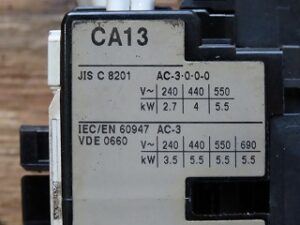 CA13
JIS C 8201 AC-3-0-0-0
V~ 240 440 550
kW 2.7 4 5.5
IEC/EN 60947 AC-3
VDE 0660 V~ 240 440 550 690
kW 3.5 5.5 5.5 5.5